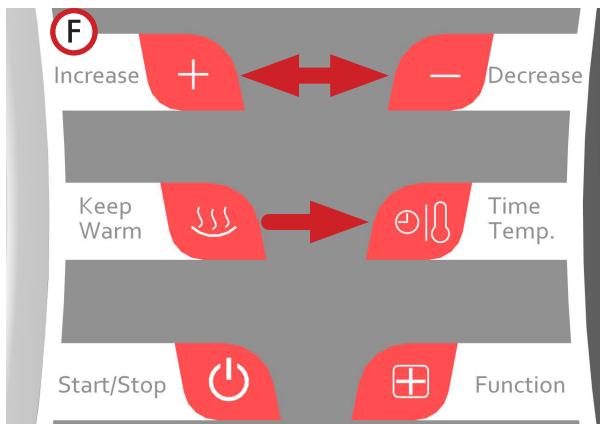 F
Increase + − Decrease
Keep
Warm
Time
Temp.
Start/Stop
Function